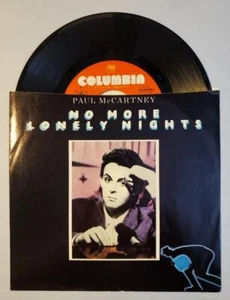 COLUMBIA
PAUL McCARTNEY
NO MORE
LONELY NIGHTS